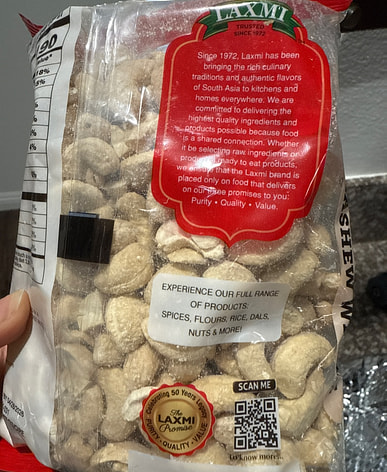 LAXMI
TRUSTED
SINCE 1972
Since 1972, Laxmi has been
bringing the rich culinary
traditions and authentic flavors
of South Asia to kitchens and
homes everywhere. We are
committed to delivering the
highest quality ingredients and
products possible because food
is a shared connection. Whether
it be selecting raw ingredients or
ready to eat products,
we ensure that the Laxmi brand is
placed only on food that delivers
on our three promises to you:
Purity • Quality • Value.
EXPERIENCE OUR FULL RANGE
OF PRODUCTS:
SPICES, FLOURS, RICE, DALS,
NUTS & MORE!
Celebrating 50 Years Legacy
The
LAXMI
Promise
PURITY • QUALITY • VALUE
SCAN ME
To know more...